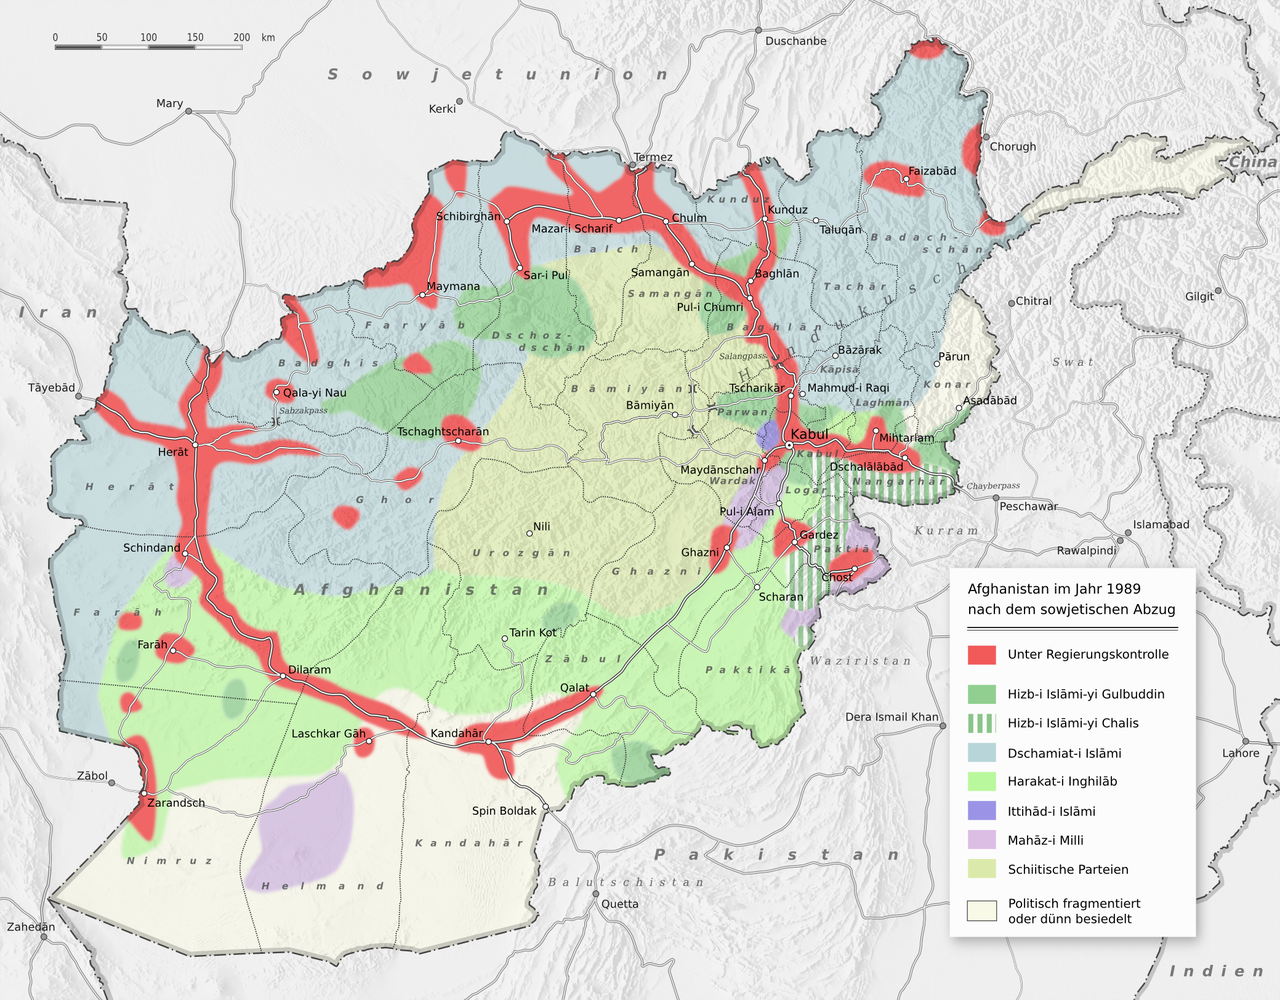 0 50 100 150 200 km
Duschanbe
Sowjetunion
Mary
Kerki
Termez
Chorugh
China
Faizabād
Kunduz
Schibirghān
Mazar-i Scharif
Chulm
Kunduz
Taluqān
Badach-
schān
Balch
Sar-i Pul
Samangān
Baghlān
Maymana
Samangān
Tachār
Pul-i Chumri
Chitral
Gilgit
Iran
Faryāb
Dschoz-
dschān
Baghlān
Hindukusch
Badghis
Salangpass
Bāzārak
Pārun
Swat
Kāpisā
Tāyebād
Qala-yi Nau
Bāmiyān
Tscharikār
Mahmud-i Raqi
Konar
Sabzakpass
Bāmiyān
Parwan
Laghmān
Asadābād
Tschaghtscharān
Kabul
Mihtarlam
Herāt
Kabul
Maydānschahr
Dschalālābād
Wardak
Nangarhār
Herāt
Logar
Chayberpass
Ghor
Pul-i Alam
Peschawar
Nili
Gardez
Kurram
Islamabad
Schindand
Urozgān
Ghazni
Paktiā
Rawalpindi
Ghazni
Chost
Afghanistan
Scharan
Farāh
Farāh
Tarin Kot
Zābul
Paktikā
Waziristan
Dilaram
Qalat
Laschkar Gāh
Kandahār
Dera Ismail Khan
Lahore
Zābol
Zarandsch
Spin Boldak
Nimruz
Kandahār
Helmand
Pakistan
Balutschistan
Quetta
Zahedān
Indien
Afghanistan im Jahr 1989
nach dem sowjetischen Abzug
Unter Regierungskontrolle
Hizb-i Islāmi-yi Gulbuddin
Hizb-i Islāmi-yi Chalis
Dschamiat-i Islāmi
Harakat-i Inghilāb
Ittihād-i Islāmi
Mahāz-i Milli
Schiitische Parteien
Politisch fragmentiert
oder dünn besiedelt